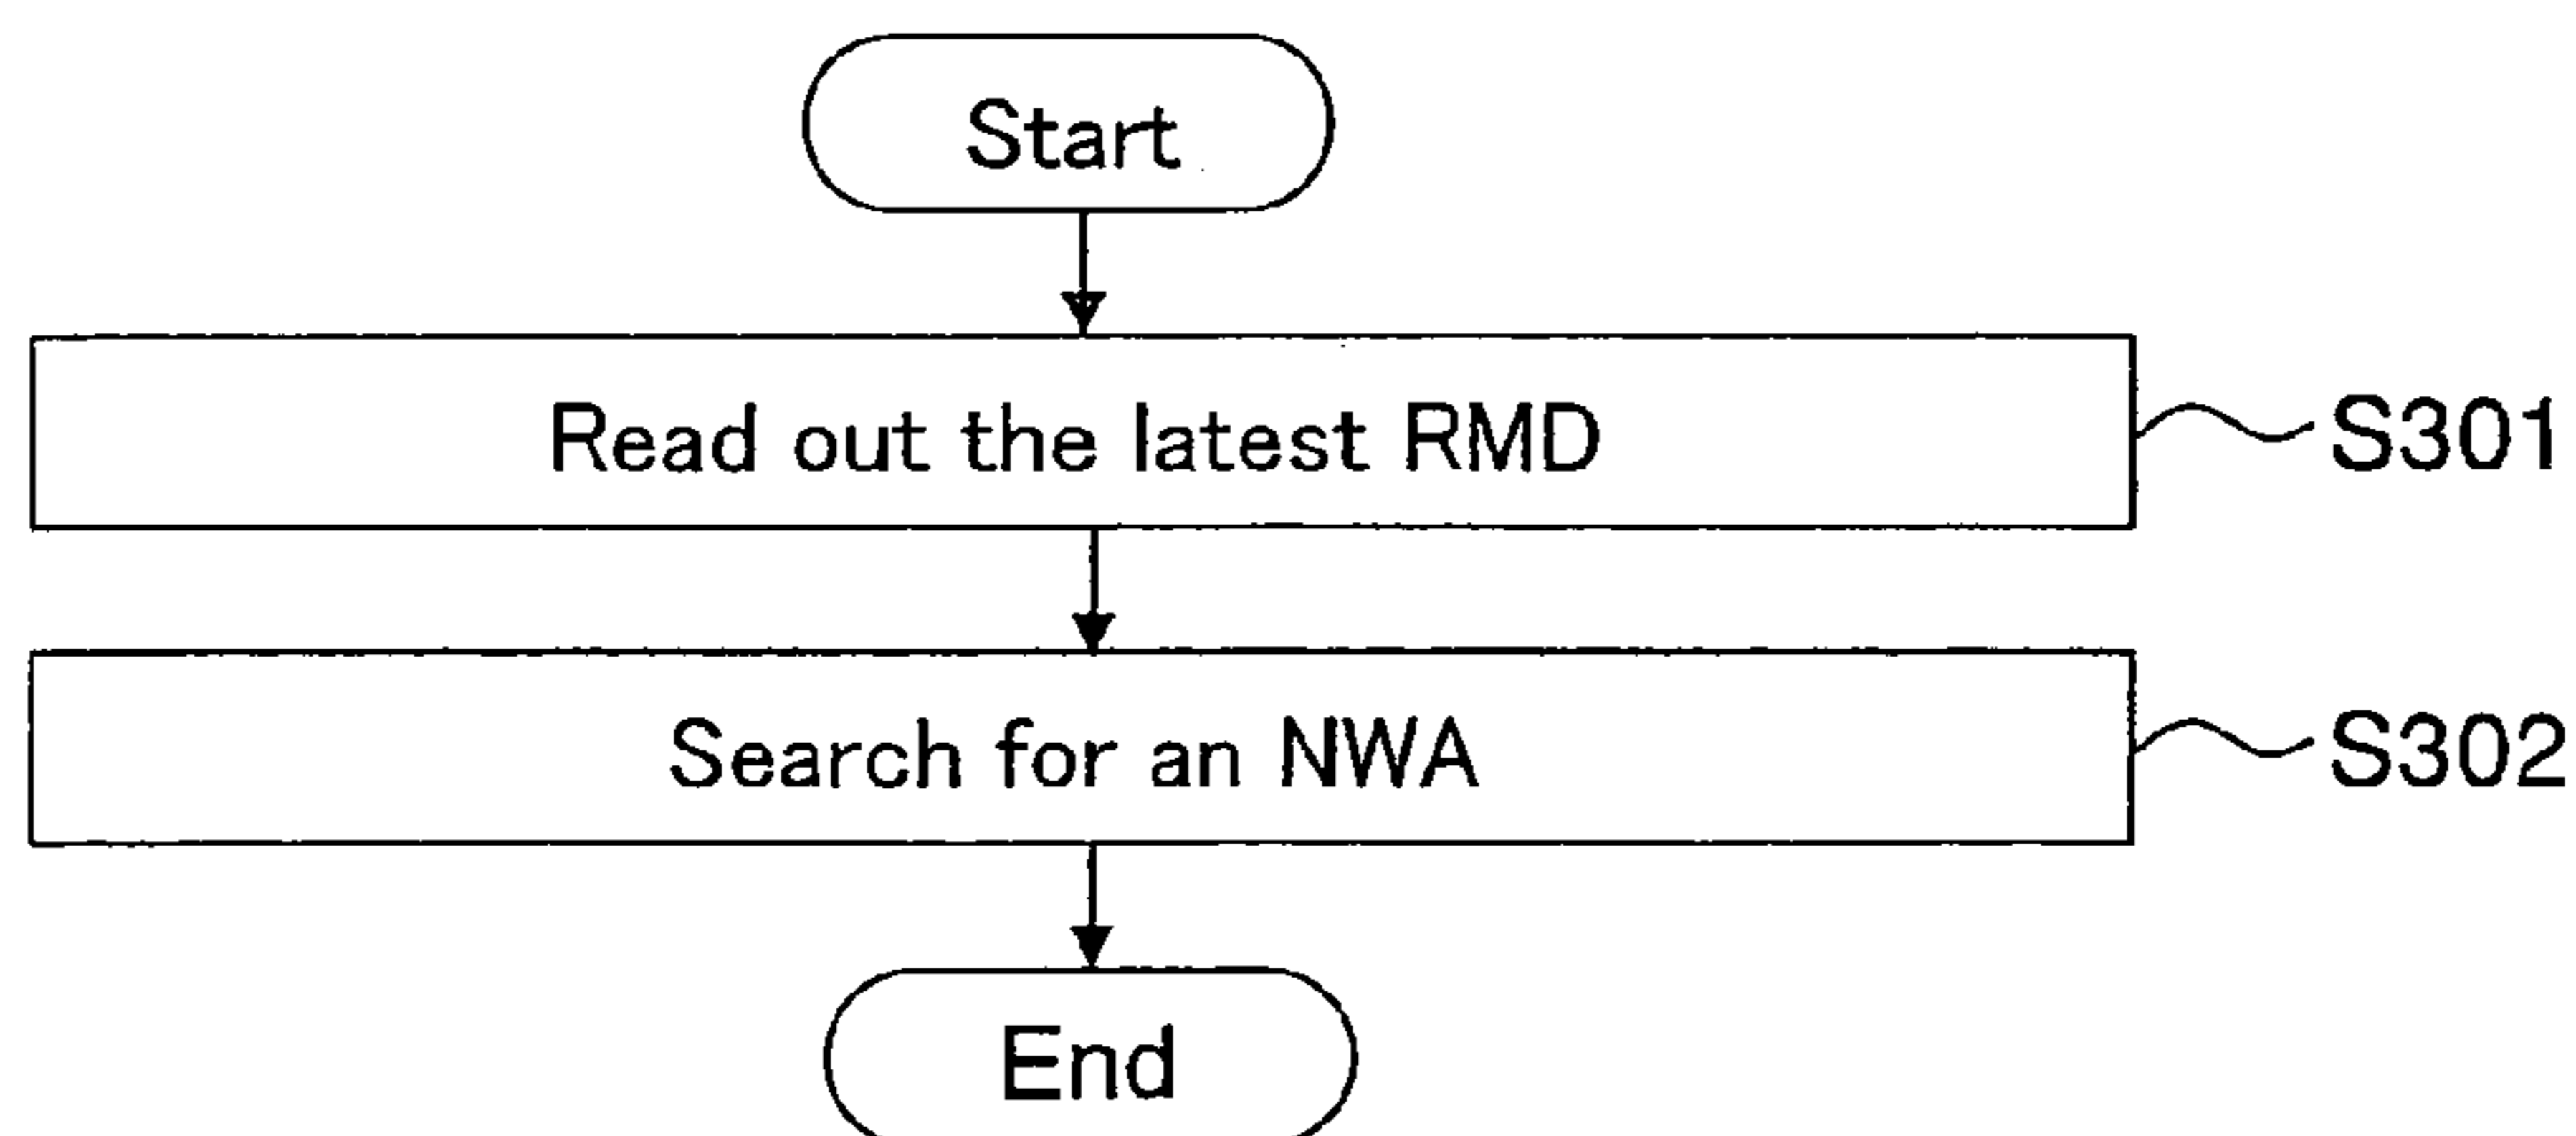 Start
Read out the latest RMD
S301
Search for an NWA
S302
End